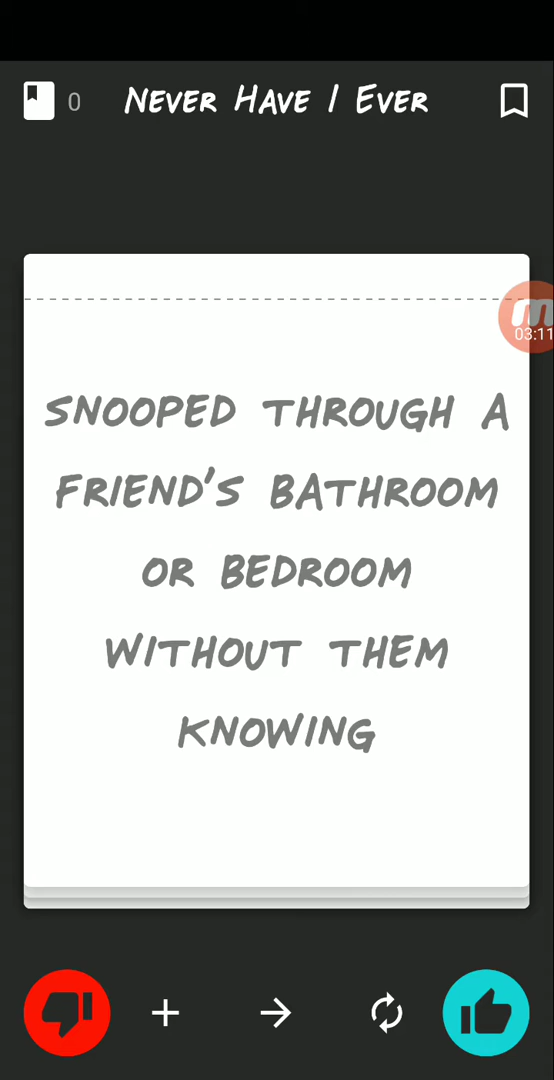 0 Never Have I Ever
03:11
SNOOPED THROUGH A
FRIEND'S BATHROOM
OR BEDROOM
WITHOUT THEM
KNOWING